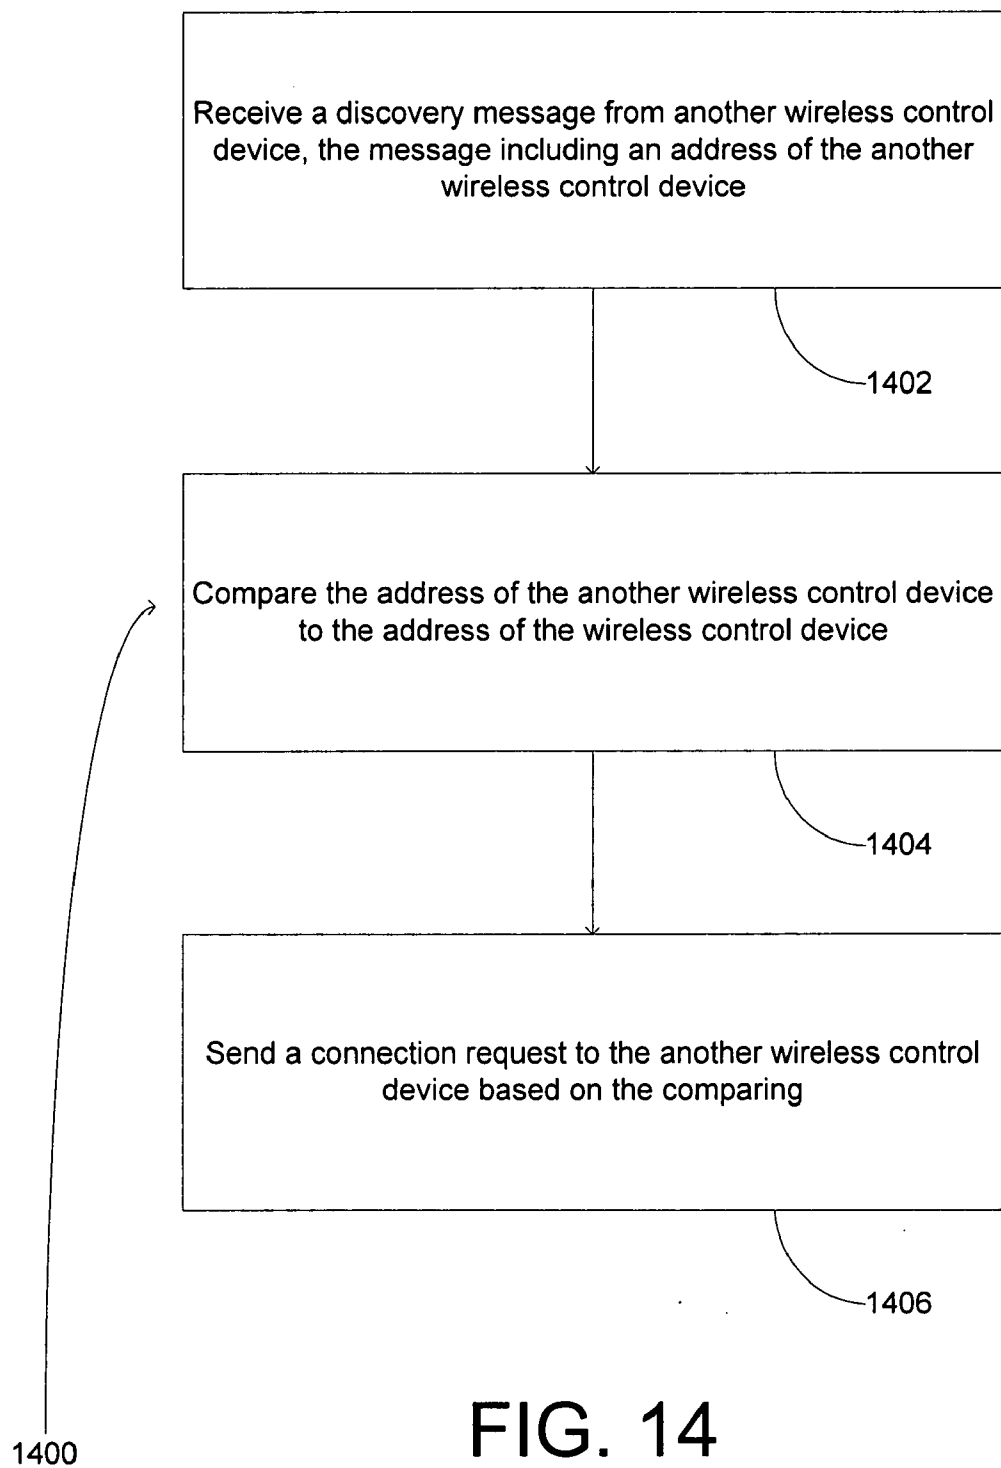 Receive a discovery message from another wireless control
device, the message including an address of the another
wireless control device
1402
Compare the address of the another wireless control device
to the address of the wireless control device
1404
Send a connection request to the another wireless control
device based on the comparing
1406
1400
FIG. 14